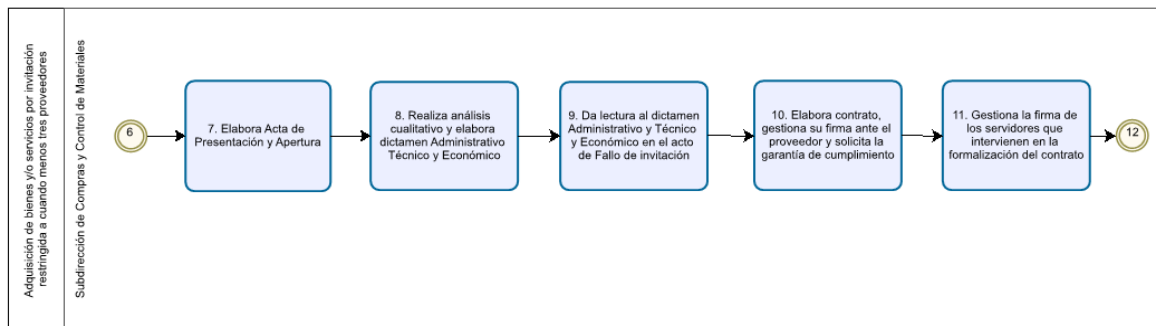 Adquisición de bienes y/o servicios por invitación
restringida a cuando menos tres proveedores
Subdirección de Compras y Control de Materiales
6
7. Elabora Acta de
Presentación y Apertura
8. Realiza análisis
cualitativo y elabora
dictamen Administrativo
Técnico y Económico
9. Da lectura al dictamen
Administrativo y Técnico
y Económico en el acto
de Fallo de invitación
10. Elabora contrato,
gestiona su firma ante el
proveedor y solicita la
garantía de cumplimiento
11. Gestiona la firma de
los servidores que
intervienen en la
formalización del contrato
12